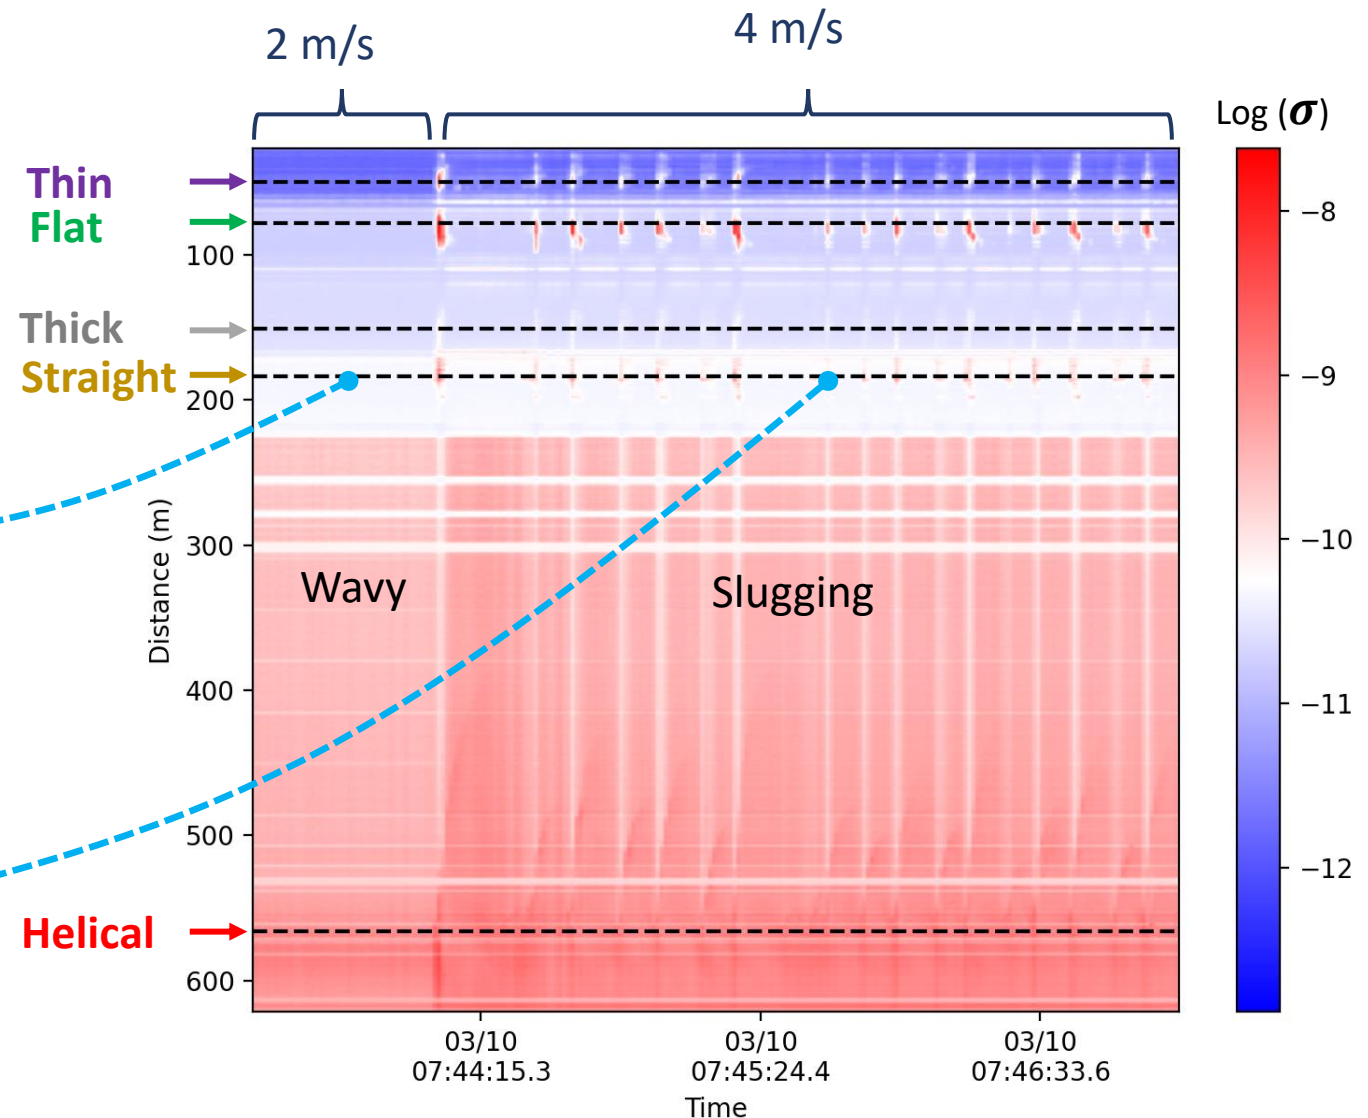 2 m/s
4 m/s
Log (σ)
Thin
Flat
Thick
Straight
Helical
100
200
300
400
500
600
Distance (m)
Wavy
Slugging
−8
−9
−10
−11
−12
03/10
07:44:15.3
03/10
07:45:24.4
03/10
07:46:33.6
Time